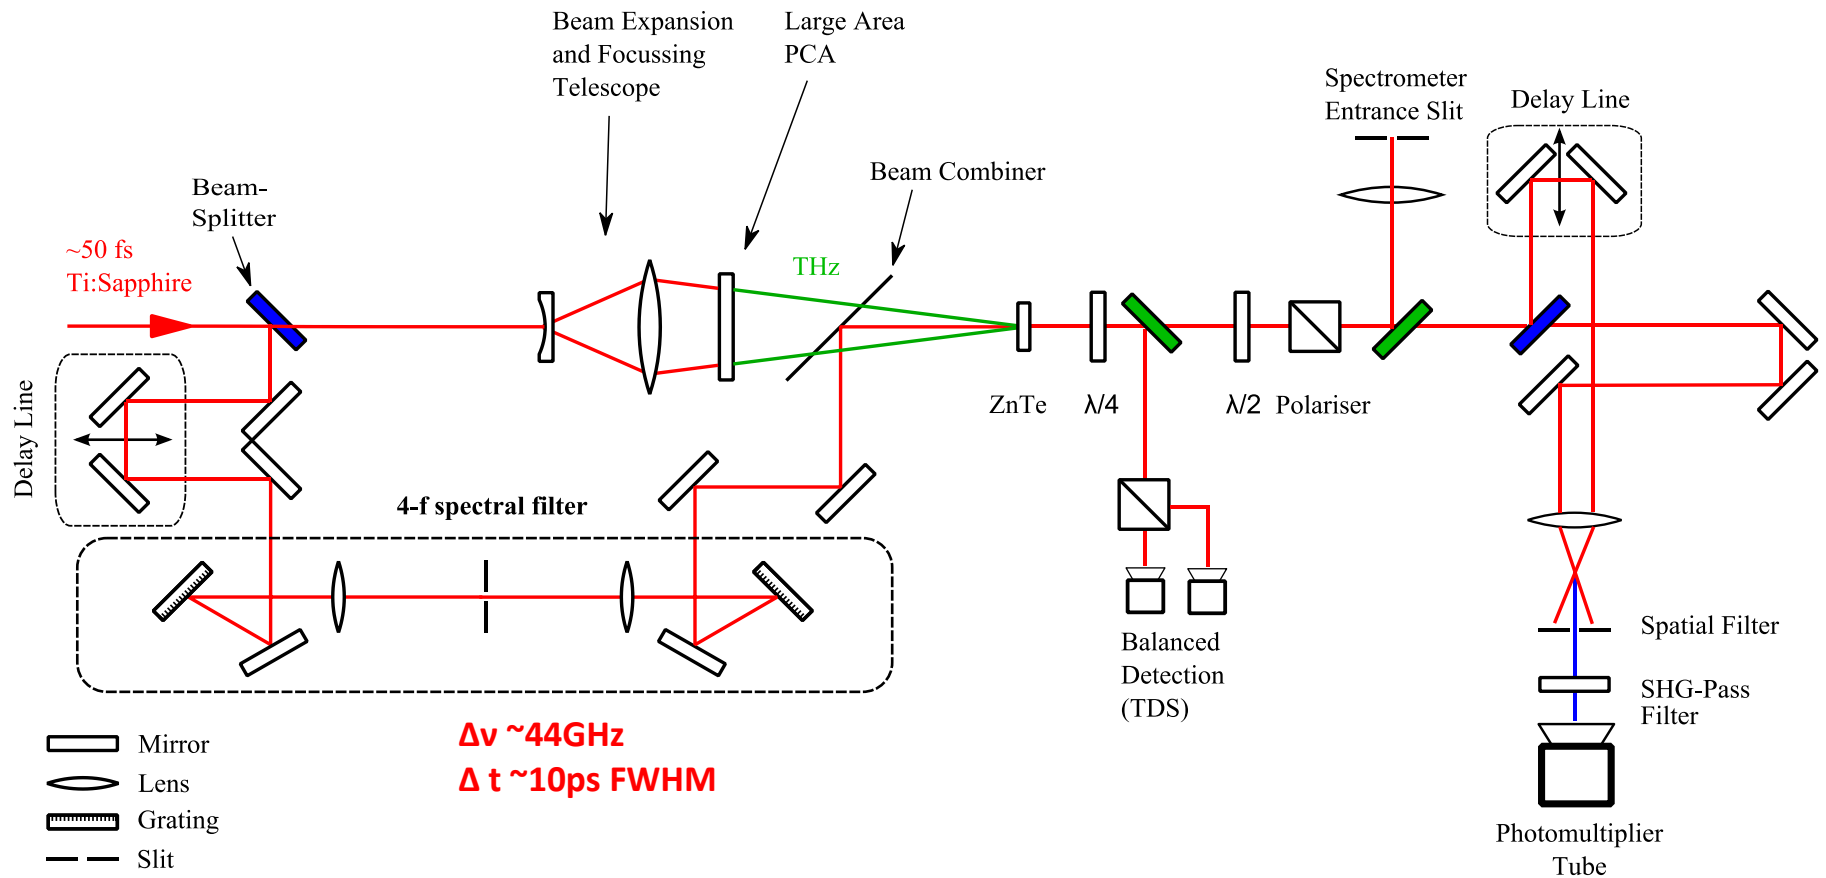 Beam Expansion
and Focussing
Telescope
Large Area
PCA
Spectrometer
Entrance Slit
Delay Line
Beam-
Splitter
Beam Combiner
~50 fs
Ti:Sapphire
THz
Delay Line
ZnTe
λ/4
λ/2
Polariser
4-f spectral filter
Balanced
Detection
(TDS)
Spatial Filter
SHG-Pass
Filter
Δν ~44GHz
Δ t ~10ps FWHM
Mirror
Lens
Grating
Slit
Photomultiplier
Tube